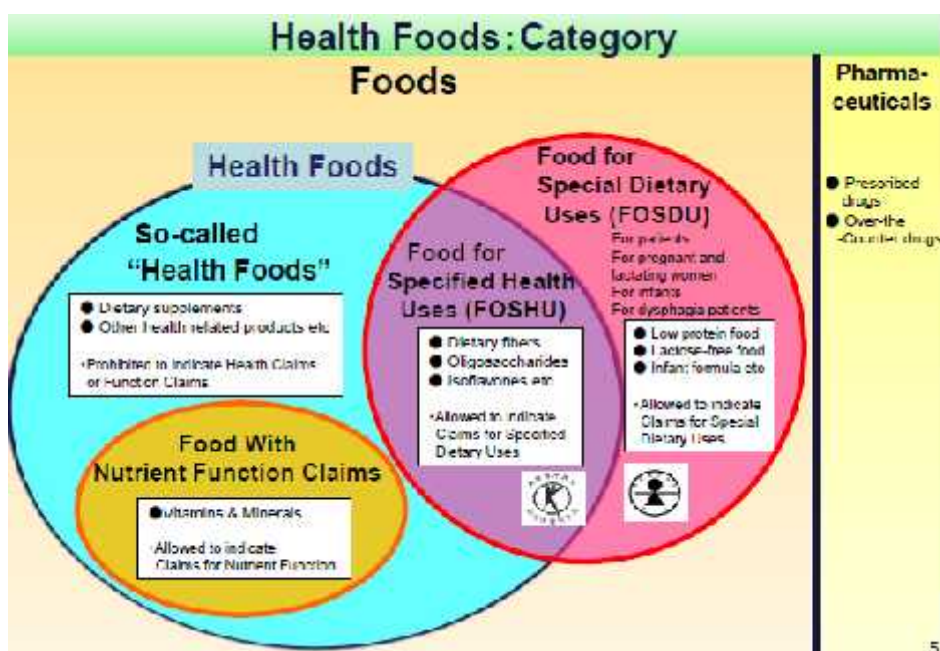 Health Foods:Category
Foods
Health Foods
So-called
"Health Foods"
● Dietary supplements
● Other health related products etc
・Prohibited to indicate Health Claims
or Function Claims
Food With
Nutrient Function Claims
●Vitamins & Minerals
・Allowed to indicate
Claims for Nutrient Function
Food for
Specified Health
Uses (FOSHU)
● Dietary fibers
● Oligosaccharides
● Isoflavones etc
・Allowed to indicate
Claims for Specified
Dietary Uses
Food for
Special Dietary
Uses (FOSDU)
For patients
For pregnant and
lactating women
For infants
For dysphagia patients
● Low protein food
● Lactose-free food
● Infant formula etc
・Allowed to indicate
Claims for Special
Dietary Uses
Pharma-
ceuticals
● Prescribed
drugs
● Over-the
-Counter drugs
5